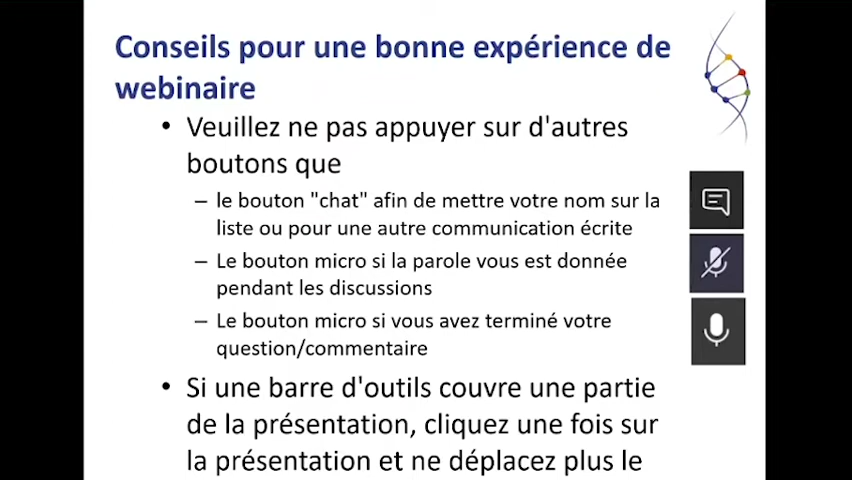 Conseils pour une bonne expérience de
webinaire
• Veuillez ne pas appuyer sur d'autres
boutons que
– le bouton "chat" afin de mettre votre nom sur la
liste ou pour une autre communication écrite
– Le bouton micro si la parole vous est donnée
pendant les discussions
– Le bouton micro si vous avez terminé votre
question/commentaire
• Si une barre d'outils couvre une partie
de la présentation, cliquez une fois sur
la présentation et ne déplacez plus le